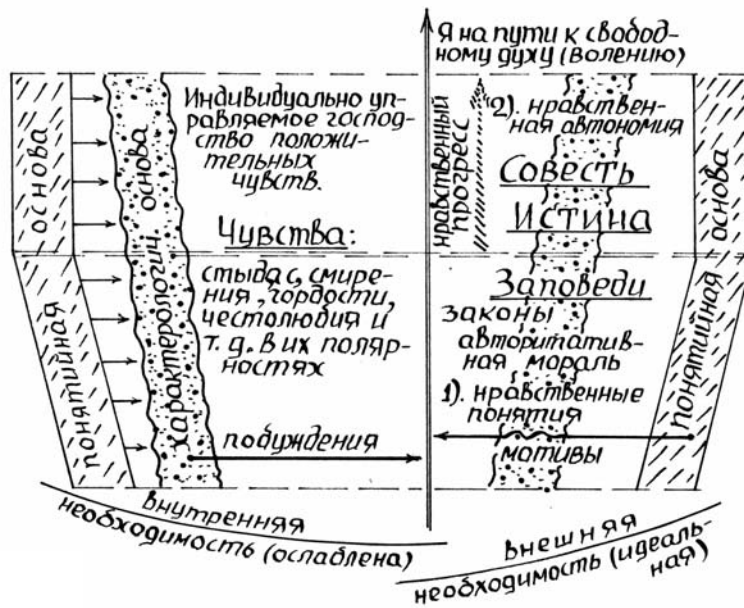 Я на пути к свобод-
ному духу (волению)
понятийная основа
характерологич. основа
Индивидуально уп-
равляемое господ-
ство положи-
тельных
чувств.
Чувства:
стыда с, смире-
ния, гордости,
честолюбия и
т. д. в их поляр-
ностях
побуждения
нравственный
прогресс
2). нравствен-
ная автономия
Совесть
Истина
Заповеди
законы
авторитатив-
ная мораль
1). нравственные
понятия
мотивы
понятийная основа
внутренняя
необходимость (ослаблена)
внешняя
необходимость (идеаль-
ная)